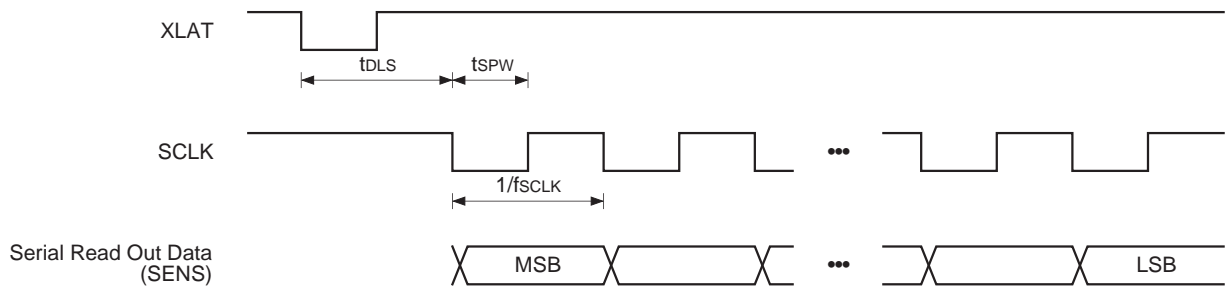 XLAT
tDLS
tSPW
SCLK
•••
1/fSCLK
Serial Read Out Data
(SENS)
MSB
•••
LSB